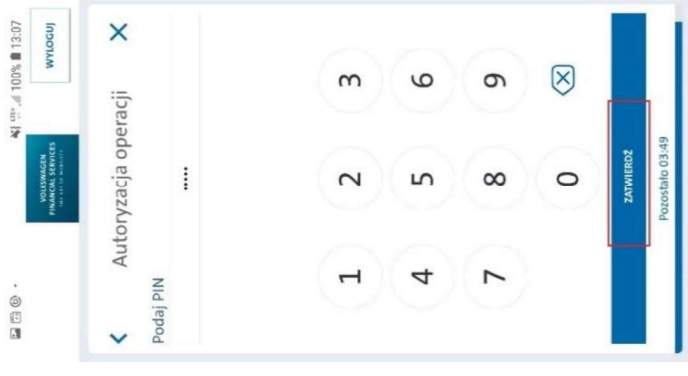 100% 13:07
VOLKSWAGEN
FINANCIAL SERVICES
WYLOGUJ
Autoryzacja operacji
Podaj PIN
•••••
1 2 3
4 5 6
7 8 9
0
ZATWIERDŹ
Pozostało 03:49